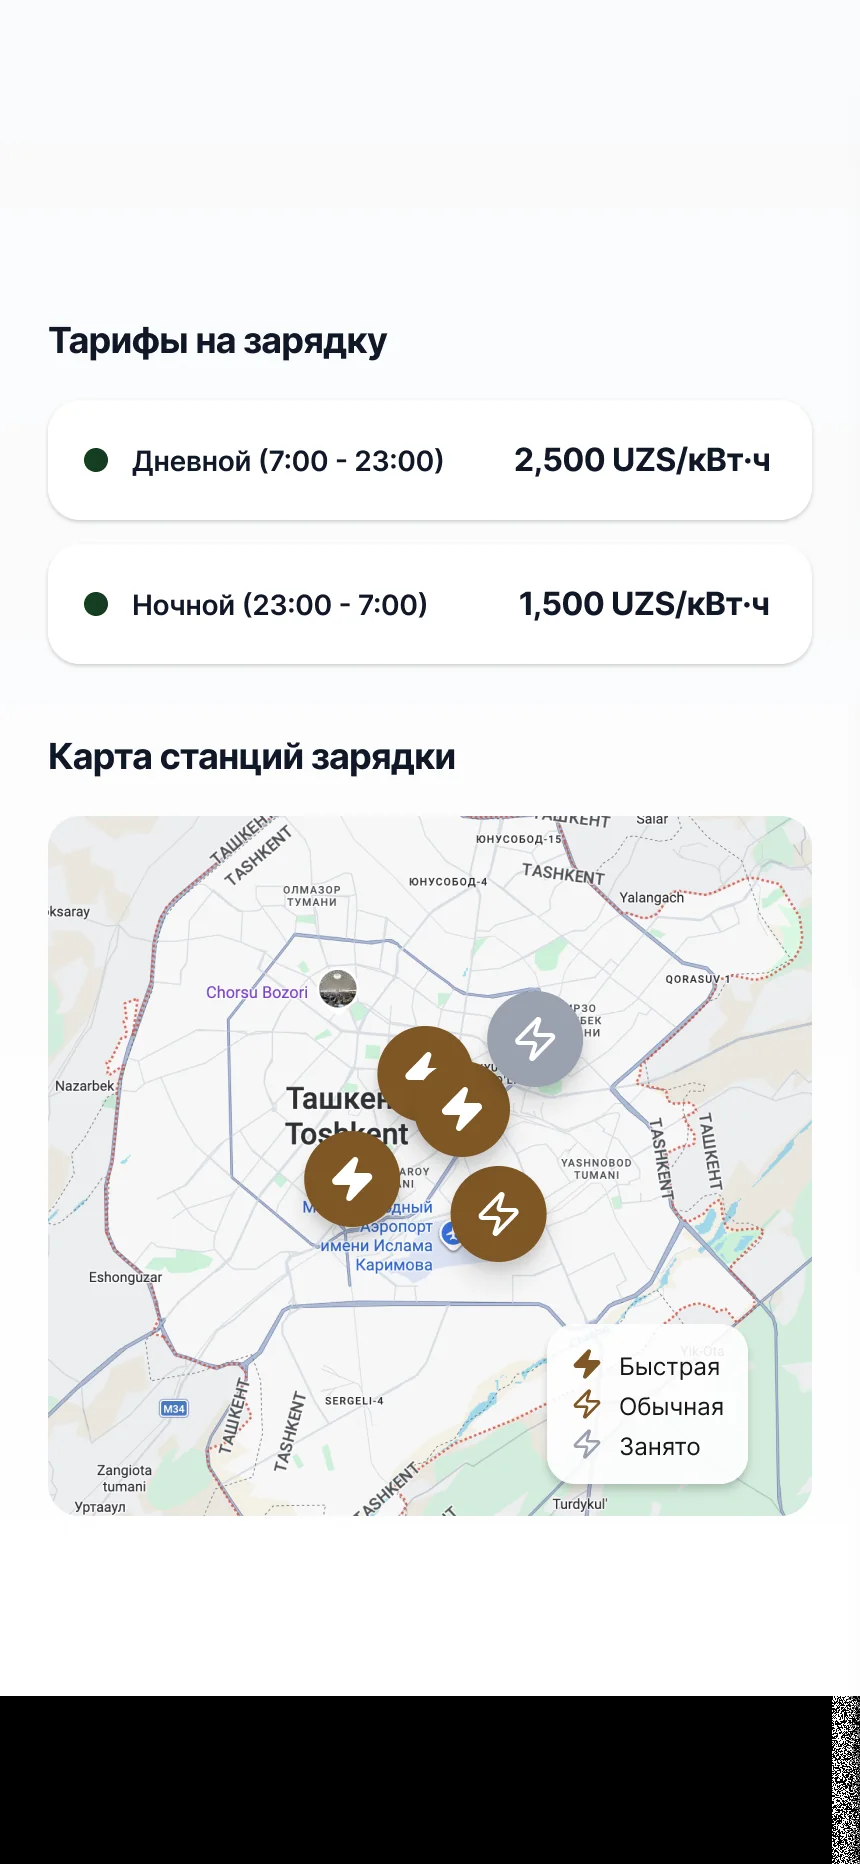 Тарифы на зарядку
Дневной (7:00 - 23:00)
2,500 UZS/кВт·ч
Ночной (23:00 - 7:00)
1,500 UZS/кВт·ч
Карта станций зарядки
ТАШКЕНТ
Salar
ЮНУСОБОД-15
TASHKENT
TASHKENT
ЮНУСОБОД-4
ОЛМАЗОР
ТУМАНИ
Yalangach
QORASUV-1
Chorsu Bozori
Nazarbek
Toshkent
YASHNOBOD
TUMANI
TASHKENT
ТАШКЕНТ
Аэропорт
имени Ислама
Каримова
Eshonguzar
Yik-Ota
Быстрая
Обычная
Занято
SERGELI-4
M34
ТАШКЕНТ
TASHKENT
Zangiota
tumani
Уртааул
TASHKENT
Turdykul'